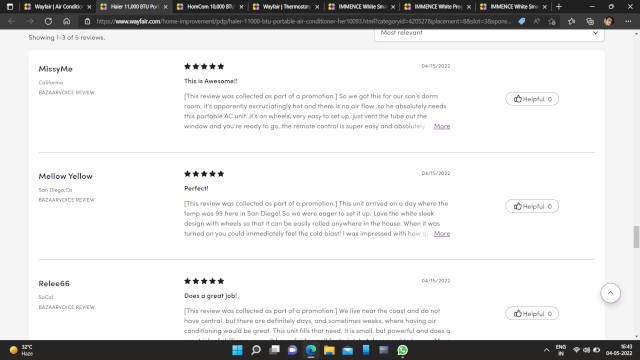 Wayfair | Air Condition
Haier 11,000 BTU Port
HomCom 10,000 BTU
Wayfair | Thermosta
IMMENCE White Sma
IMMENCE White Prog
IMMENCE White Sma
https://www.wayfair.com/home-improvement/pdp/haier-11000-btu-portable-air-conditioner-her10093.html?categoryid=420527&placement=8&slot=3&spons...
Showing 1-3 of 5 reviews.
Most relevant
MissyMe
04/15/2022
California
This is Awesome!!
BAZAARVOICE REVIEW
[This review was collected as part of a promotion.] So we got this for our son's dorm
room, it's apparently excruciatingly hot and there is no air flow..so he absolutely needs
this portable AC unit..it's on wheels, very easy to set up, just vent the tube out the
window and you're ready to go..the remote control is super easy and absolutely More
Helpful 0
Mellow Yellow
04/15/2022
San Diego,Ca
Perfect!
BAZAARVOICE REVIEW
[This review was collected as part of a promotion.] This unit arrived on a day where the
temp was 99 here in San Diego! So we were eager to set it up. Love the white sleek
design with wheels so that it can be easily rolled anywhere in the house. When it was
turned on you could immediately feel the cold blast! I was impressed with how More
Helpful 0
Relee66
04/15/2022
SoCal
Does a great job!
BAZAARVOICE REVIEW
[This review was collected as part of a promotion.] We live near the coast and do not
have central, but there are definitely days, and sometimes weeks, where having air
conditioning would be great. This unit fills that need. It is small, but powerful and does a
Helpful 0
32°C
Haze
ENG
IN
16:43
04-05-2022